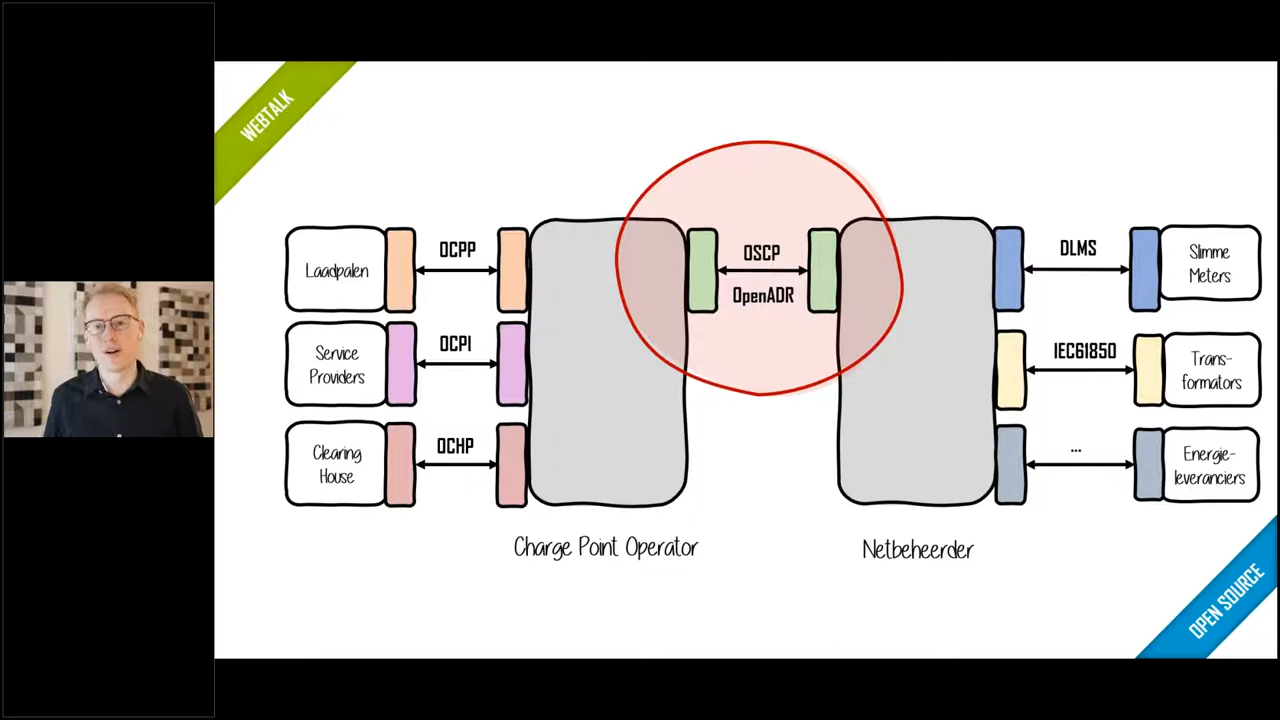 WEBTALK
Laadpalen
OCPP
OSCP
OpenADR
DLMS
Slimme
Meters
Service
Providers
OCPI
IEC61850
Trans-
formators
Clearing
House
OCHP
...
Energie-
leveranciers
Charge Point Operator
Netbeheerder
OPEN SOURCE